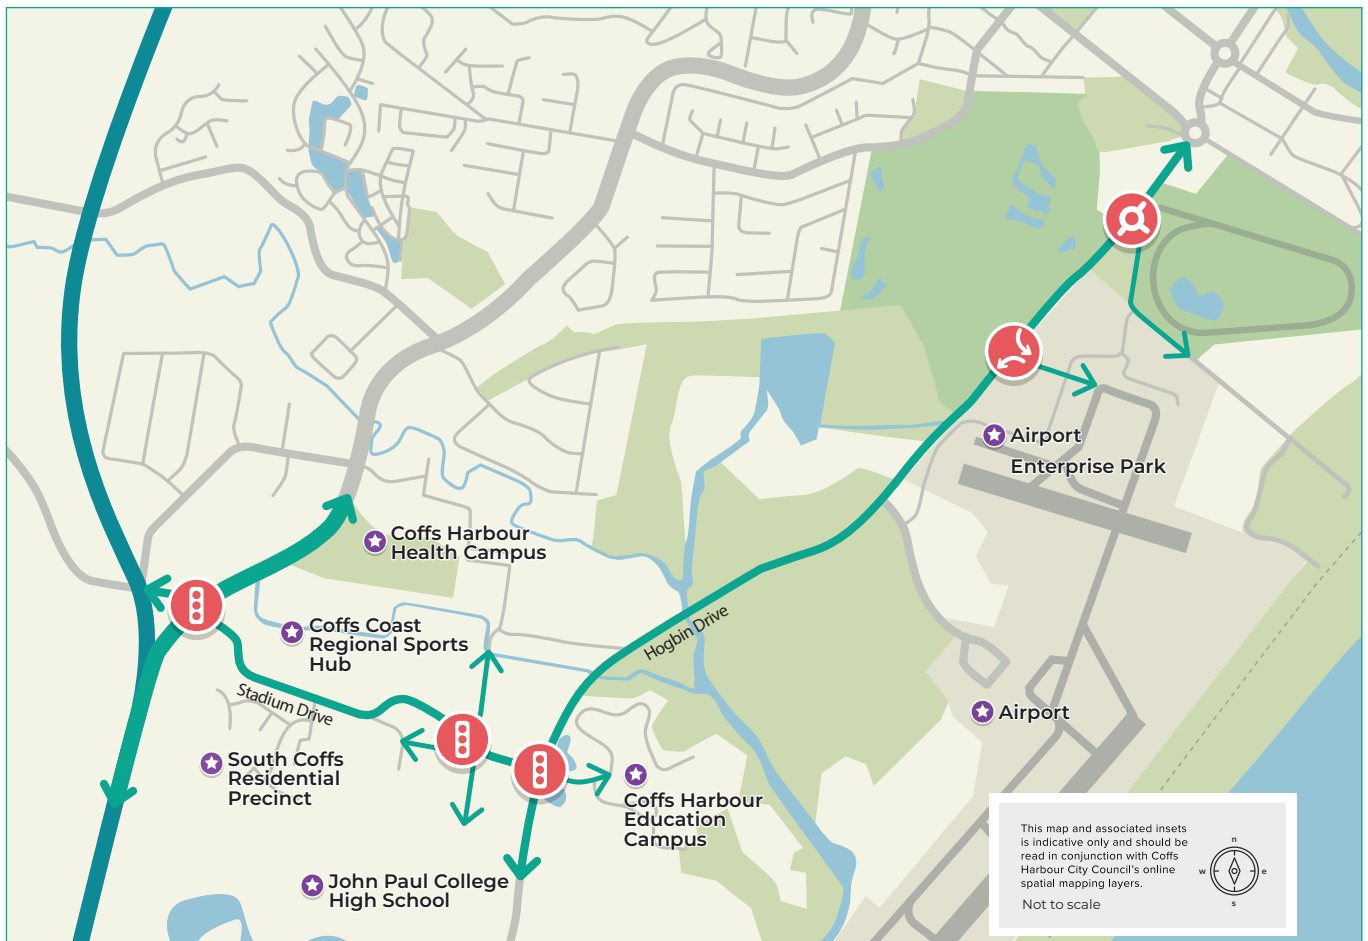 Airport
Enterprise Park
Coffs Harbour
Health Campus
Coffs Coast
Regional Sports
Hub
Hogbin Drive
Stadium Drive
Airport
South Coffs
Residential
Precinct
Coffs Harbour
Education
Campus
John Paul College
High School
This map and associated insets
is indicative only and should be
read in conjunction with Coffs
Harbour City Council's online
spatial mapping layers.
Not to scale
n
w
e
s